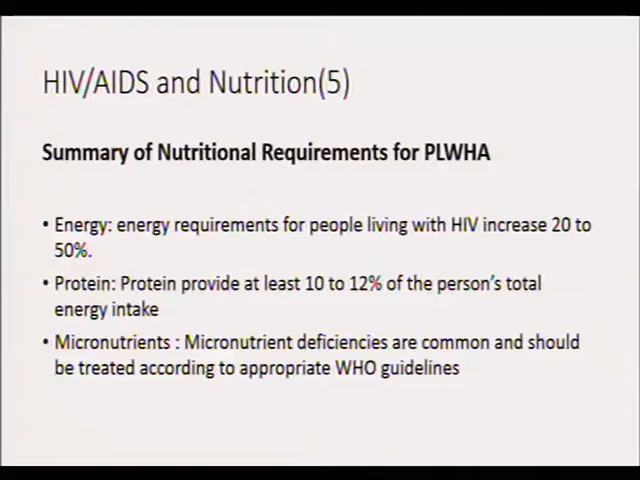 HIV/AIDS and Nutrition(5)
Summary of Nutritional Requirements for PLWHA
• Energy: energy requirements for people living with HIV increase 20 to
50%.
• Protein: Protein provide at least 10 to 12% of the person's total
energy intake
• Micronutrients : Micronutrient deficiencies are common and should
be treated according to appropriate WHO guidelines